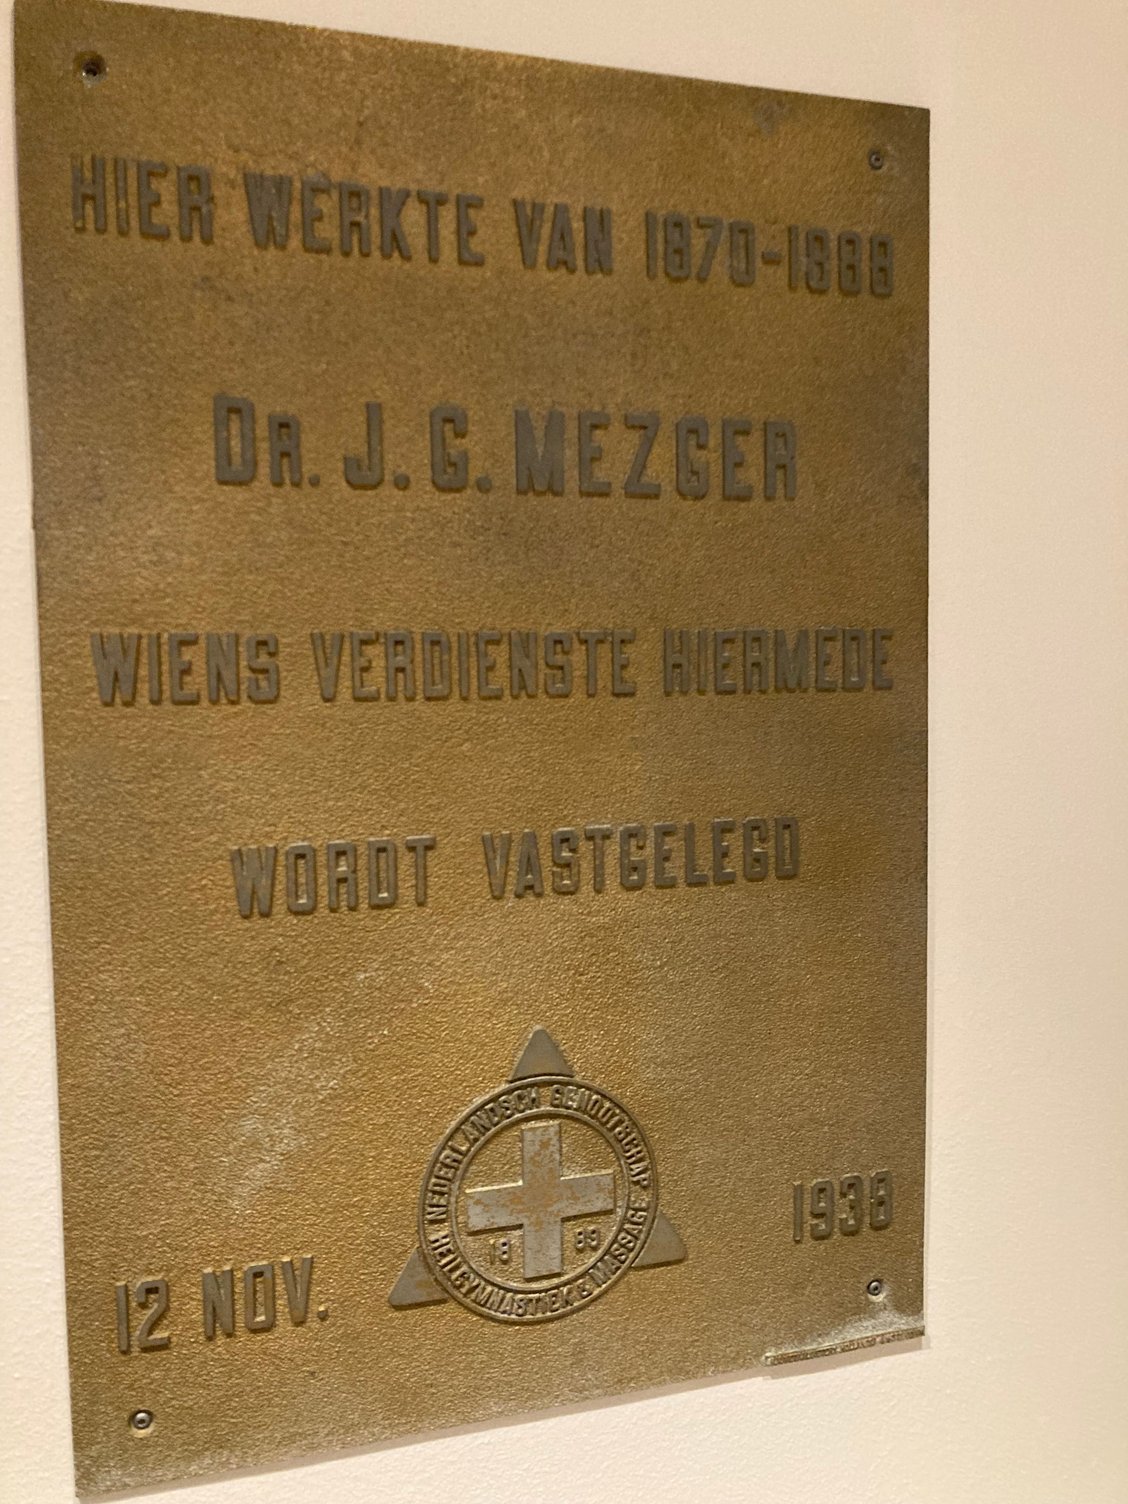 HIER WERKTE VAN 1870-1888
DR. J. G. MEZGER
WIENS VERDIENSTE HIERMEDE
WORDT VASTGELEGD
NEDERLANDSCH GENOOTSCHAP
HEILGYMNASTIEK & MASSAGE
18 89
12 NOV. 1938